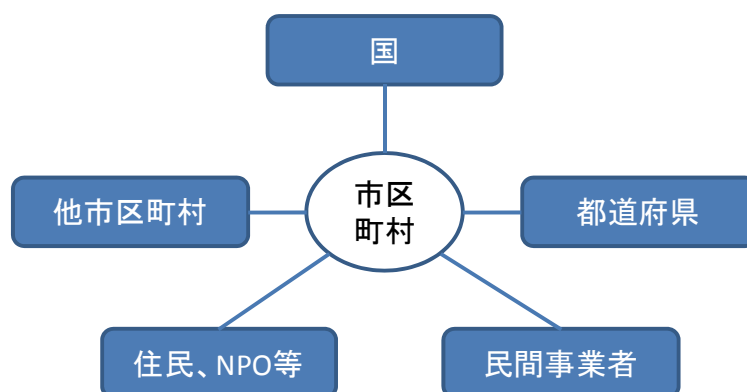 国
他市区町村
市区
町村
都道府県
住民、NPO等
民間事業者